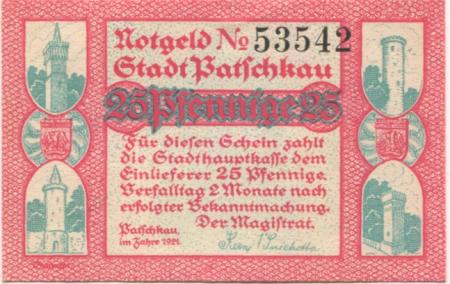 Notgeld No 53542
Stadt Patschkau
25 Pfennige 25
Für diesen Schein zahlt
die Stadthauptkasse dem
Einlieferer 25 Pfennige.
Verfalltag 2 Monate nach
erfolgter Bekanntmachung.
Der Magistrat.
Patschkau,
im Jahre 1921.